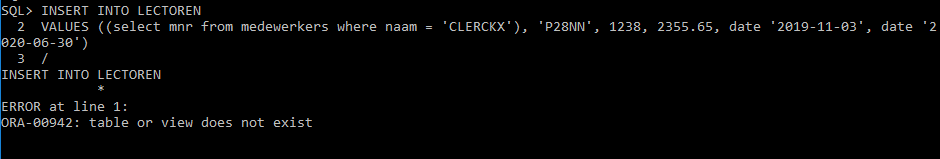 SQL> INSERT INTO LECTOREN
  2  VALUES ((select mnr from medewerkers where naam = 'CLERCKX'), 'P28NN', 1238, 2355.65, date '2019-11-03', date '2
020-06-30')
  3  /
INSERT INTO LECTOREN
            *
ERROR at line 1:
ORA-00942: table or view does not exist